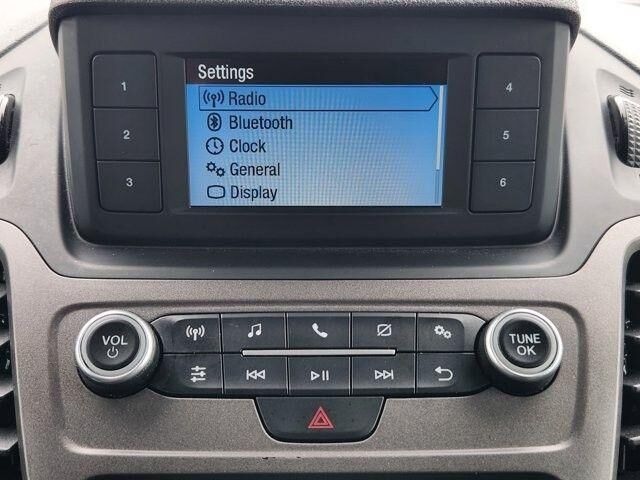 Settings
Radio
Bluetooth
Clock
General
Display
1
2
3
4
5
6
VOL
TUNE
OK